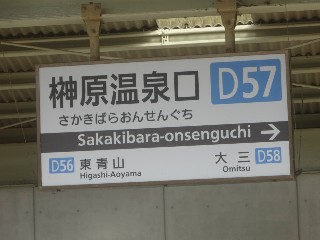 榊原温泉口 D57
さかきばらおんせんぐち
Sakakibara-onsenguchi →
D56 東青山 大三 D58
Higashi-Aoyama Omitsu